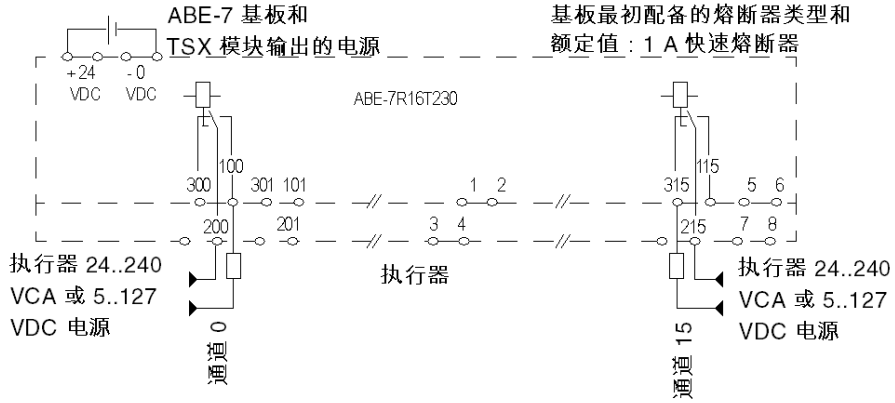 ABE-7 基板和
TSX 模块输出的电源
基板最初配备的熔断器类型和
额定值：1 A 快速熔断器
+24 VDC
-0 VDC
ABE-7R16T230
300 100 301 101 1 2 315 115 5 6
200 201 3 4 215 7 8
执行器 24..240
VCA 或 5..127
VDC 电源
执行器
执行器 24..240
VCA 或 5..127
VDC 电源
通道 0
通道 15